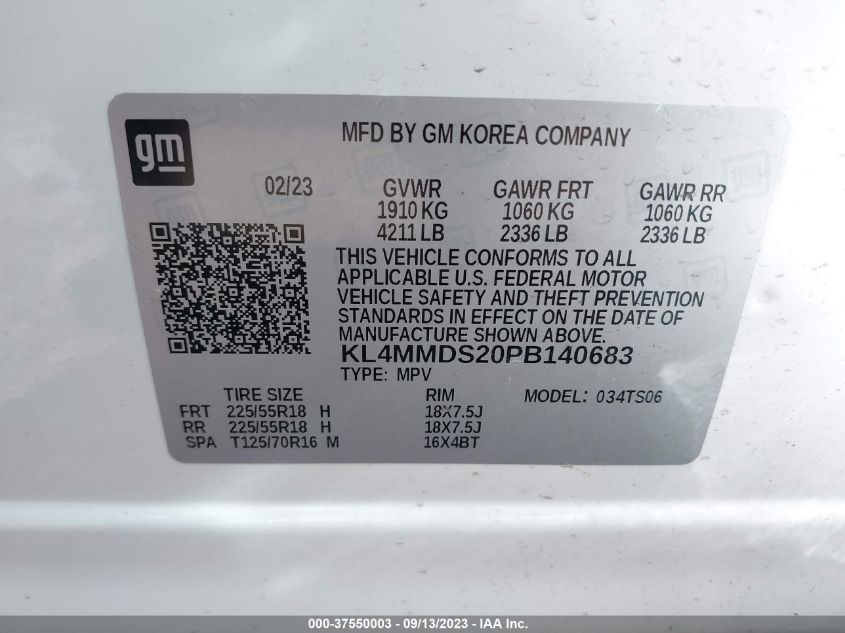 gm
MFD BY GM KOREA COMPANY
02/23 GVWR GAWR FRT GAWR RR
1910 KG 1060 KG 1060 KG
4211 LB 2336 LB 2336 LB
THIS VEHICLE CONFORMS TO ALL
APPLICABLE U.S. FEDERAL MOTOR
VEHICLE SAFETY AND THEFT PREVENTION
STANDARDS IN EFFECT ON THE DATE OF
MANUFACTURE SHOWN ABOVE.
KL4MMDS20PB140683
TYPE: MPV
TIRE SIZE RIM MODEL: 034TS06
FRT 225/55R18 H 18X7.5J
RR 225/55R18 H 18X7.5J
SPA T125/70R16 M 16X4BT
000-37550003 - 09/13/2023 - IAA Inc.